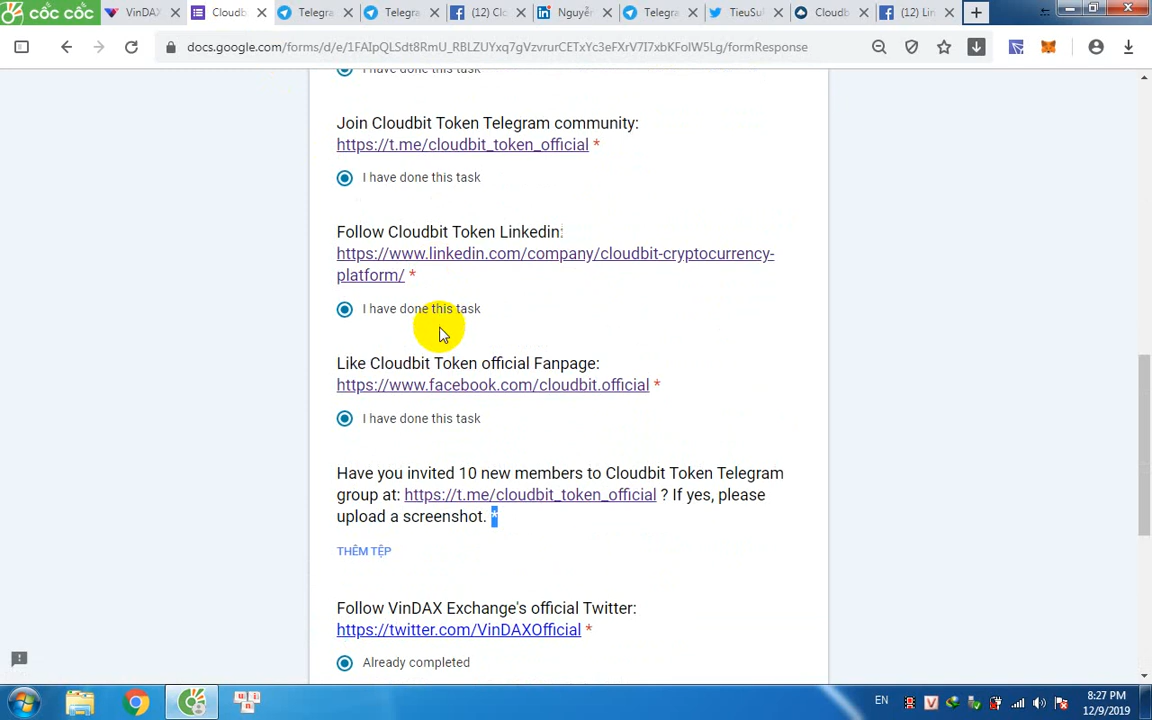 cốc cốc
VinDAX
Cloudb
Telegra
Telegra
(12) Clo
Nguyễn
Telegra
TieuSu
Cloudb
(12) Lin
docs.google.com/forms/d/e/1FAIpQLSdt8RmU_RBLZUYxq7gVzvrurCETxYc3eFXrV7I7xbKFolW5Lg/formResponse
I have done this task
Join Cloudbit Token Telegram community:
https://t.me/cloudbit_token_official *
I have done this task
Follow Cloudbit Token Linkedin:
https://www.linkedin.com/company/cloudbit-cryptocurrency-
platform/ *
I have done this task
Like Cloudbit Token official Fanpage:
https://www.facebook.com/cloudbit.official *
I have done this task
Have you invited 10 new members to Cloudbit Token Telegram
group at: https://t.me/cloudbit_token_official ? If yes, please
upload a screenshot. *
THÊM TỆP
Follow VinDAX Exchange's official Twitter:
https://twitter.com/VinDAXOfficial *
Already completed
EN
8:27 PM
12/9/2019